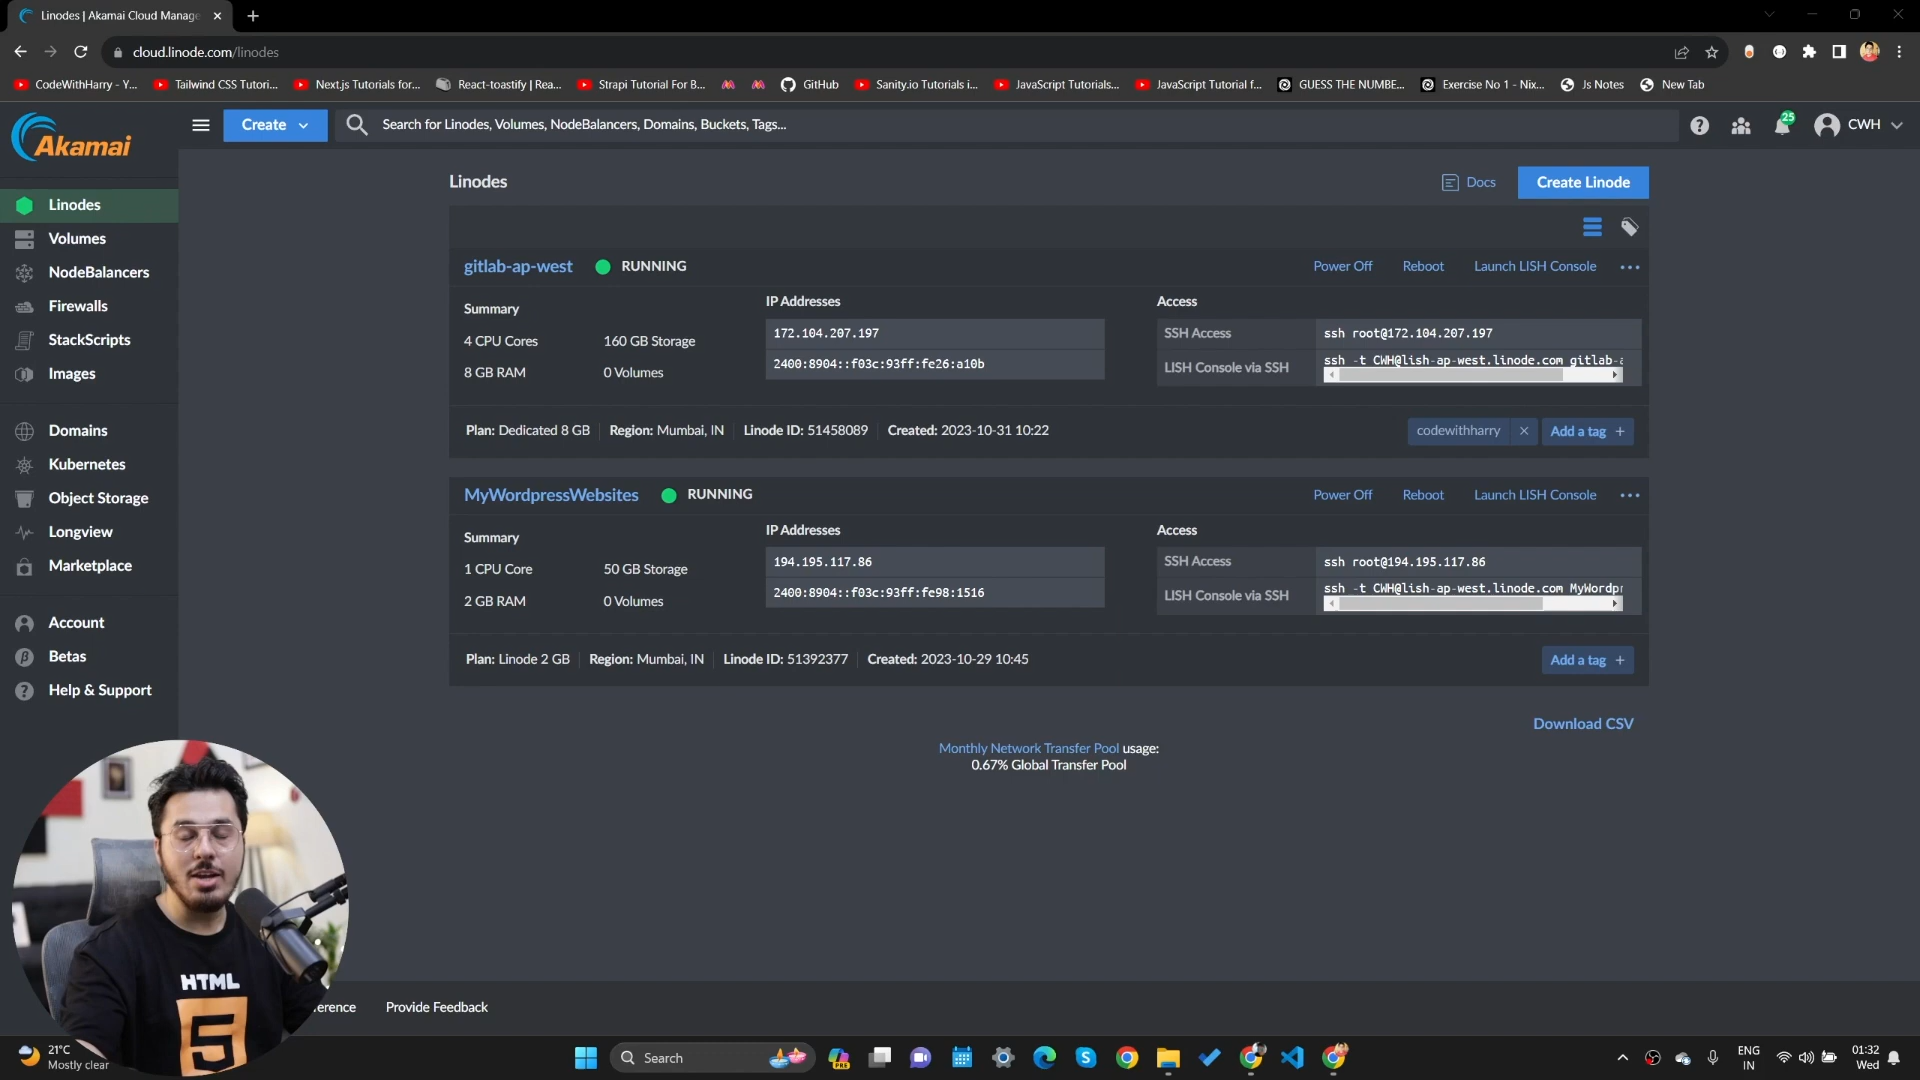 Linodes | Akamai Cloud Manage
cloud.linode.com/linodes
CodeWithHarry - Y... Tailwind CSS Tutori... Next.js Tutorials for... React-toastify | Rea... Strapi Tutorial For B... GitHub Sanity.io Tutorials i... JavaScript Tutorials... JavaScript Tutorial f... GUESS THE NUMBE... Exercise No 1 - Nix... Js Notes New Tab
Akamai
Create
Search for Linodes, Volumes, NodeBalancers, Domains, Buckets, Tags...
25
CWH
Linodes
Volumes
NodeBalancers
Firewalls
StackScripts
Images
Domains
Kubernetes
Object Storage
Longview
Marketplace
Account
Betas
Help & Support
Linodes
Docs
Create Linode
gitlab-ap-west RUNNING
Power Off Reboot Launch LISH Console ...
Summary
4 CPU Cores 160 GB Storage
8 GB RAM 0 Volumes
IP Addresses
172.104.207.197
2400:8904::f03c:93ff:fe26:a10b
Access
SSH Access ssh root@172.104.207.197
LISH Console via SSH ssh -t CWH@lish-ap-west.linode.com gitlab-a
Plan: Dedicated 8 GB Region: Mumbai, IN Linode ID: 51458089 Created: 2023-10-31 10:22
codewithharry × Add a tag +
MyWordpressWebsites RUNNING
Power Off Reboot Launch LISH Console ...
Summary
1 CPU Core 50 GB Storage
2 GB RAM 0 Volumes
IP Addresses
194.195.117.86
2400:8904::f03c:93ff:fe98:1516
Access
SSH Access ssh root@194.195.117.86
LISH Console via SSH ssh -t CWH@lish-ap-west.linode.com MyWordpr
Plan: Linode 2 GB Region: Mumbai, IN Linode ID: 51392377 Created: 2023-10-29 10:45
Add a tag +
Download CSV
Monthly Network Transfer Pool usage:
0.67% Global Transfer Pool
HTML
5
erence Provide Feedback
21°C
Mostly clear
Search
PRE
ENG
IN
01:32
Wed